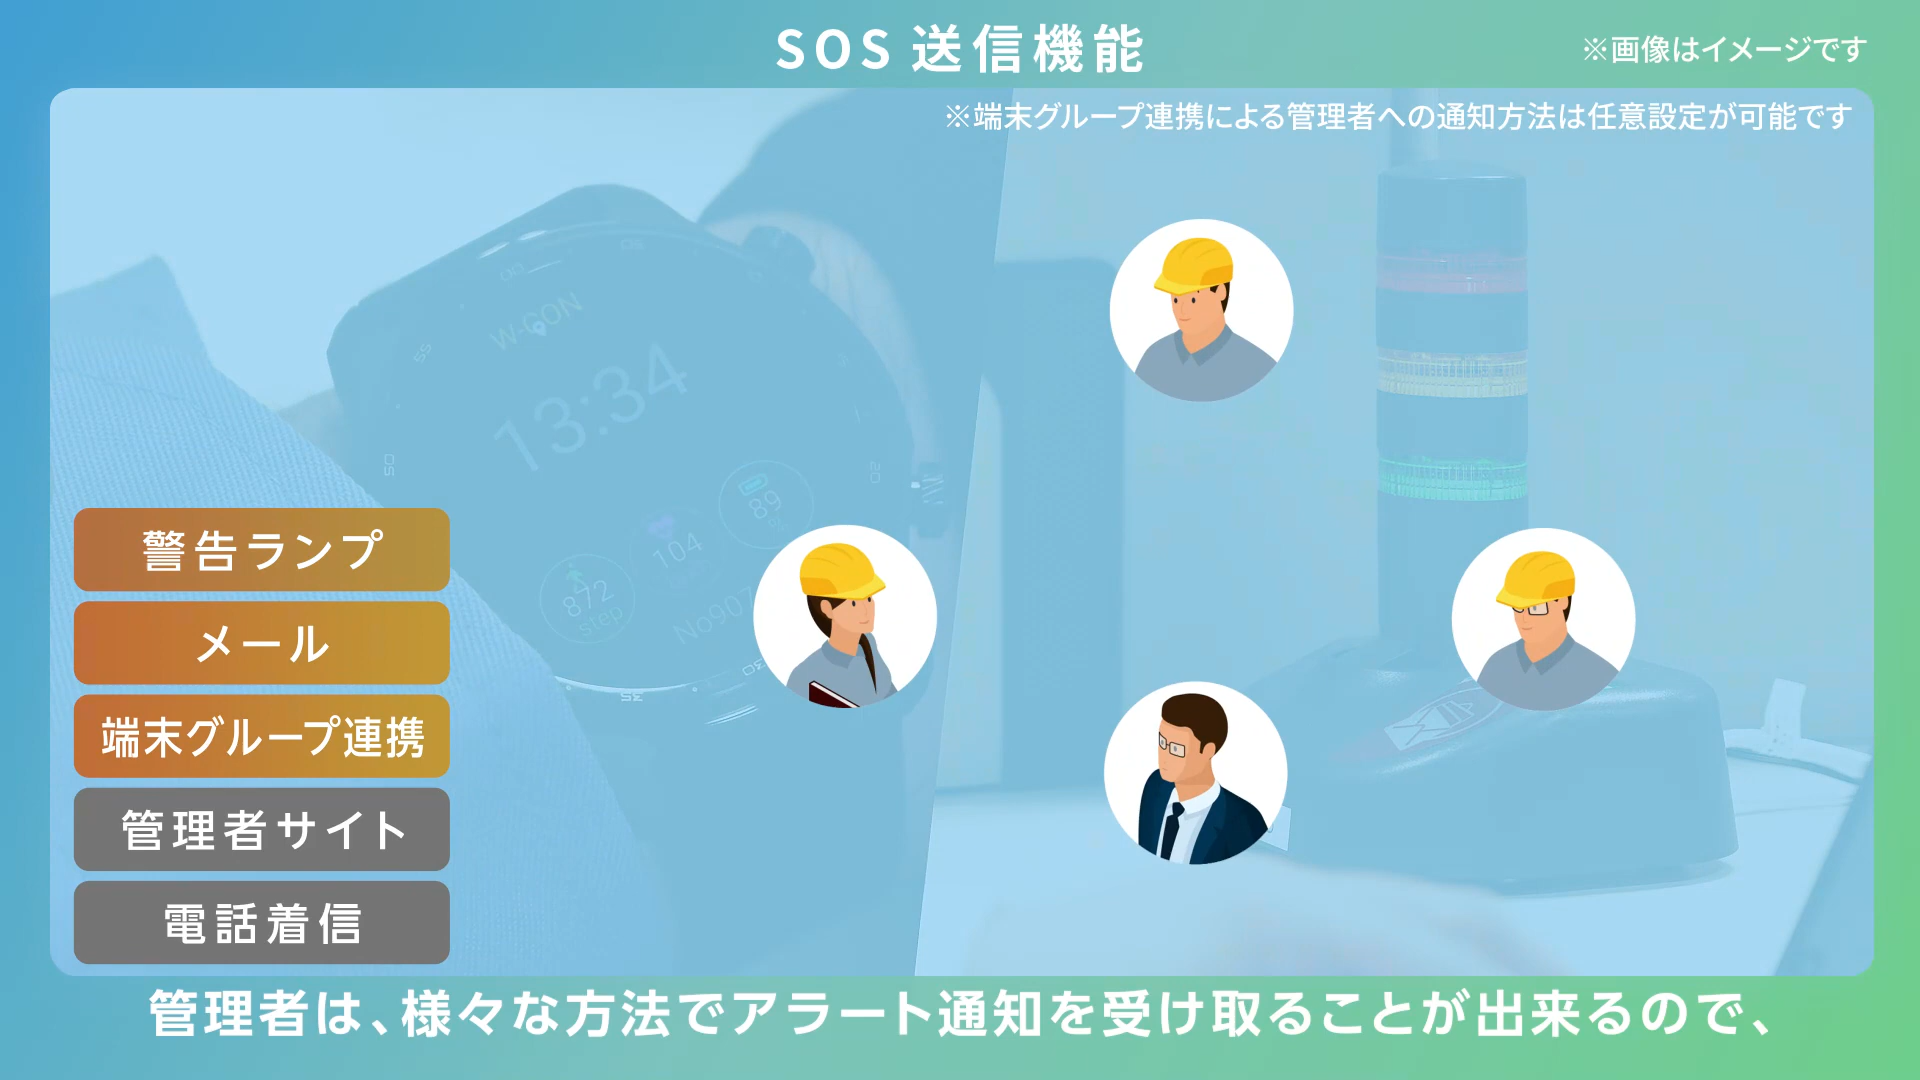 SOS 送信機能
※画像はイメージです
※端末グループ連携による管理者への通知方法は任意設定が可能です
W-GON
13:34
89
104
872
step
No907
警告ランプ
メール
端末グループ連携
管理者サイト
電話着信
管理者は、様々な方法でアラート通知を受け取ることが出来るので、